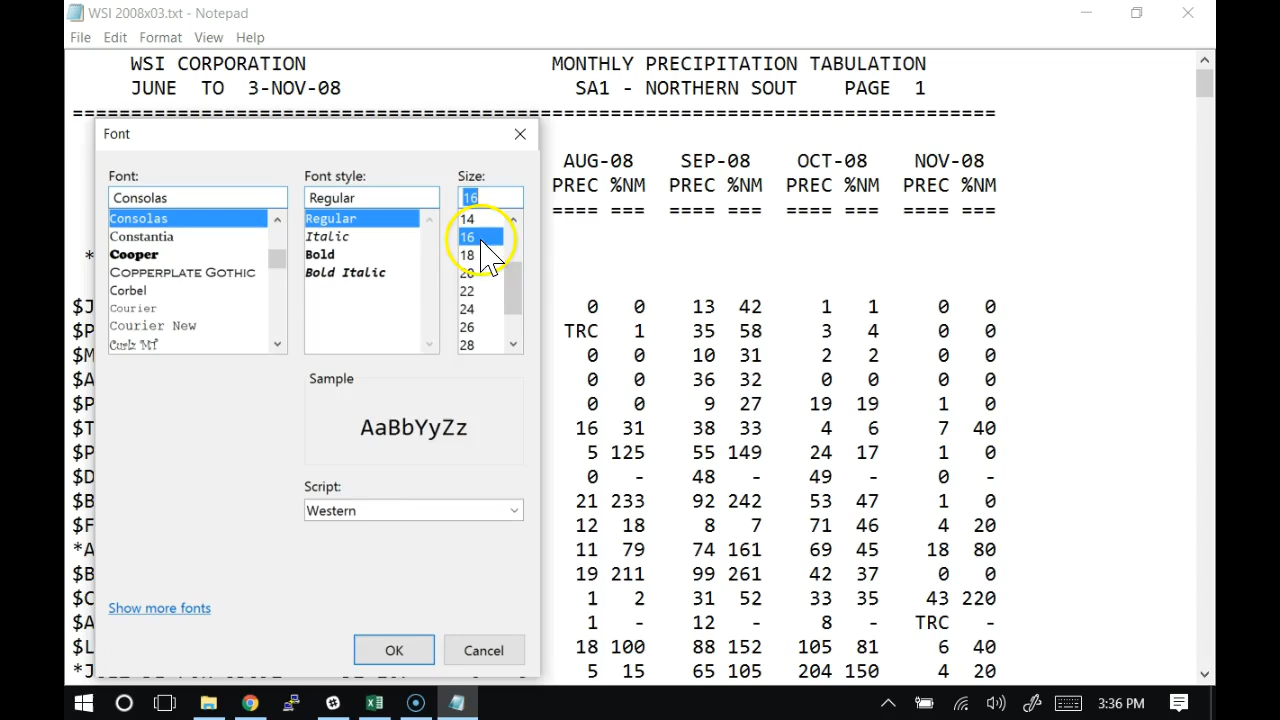 WSI 2008x03.txt - Notepad
File Edit Format View Help
WSI CORPORATION MONTHLY PRECIPITATION TABULATION
JUNE TO 3-NOV-08 SA1 - NORTHERN SOUT PAGE 1
==============================================================================
Font
Font: Font style: Size:
Consolas Regular 16
Consolas
Constantia
Cooper
COPPERPLATE GOTHIC
Corbel
Courier
Courier New
Curlz MT
Regular
Italic
Bold
Bold Italic
14
16
18
20
22
24
26
28
Sample
AaBbYyZz
Script:
Western
Show more fonts
OK Cancel
AUG-08 SEP-08 OCT-08 NOV-08
PREC %NM PREC %NM PREC %NM PREC %NM
==== === ==== === ==== === ==== ===
*
$J 0 0 13 42 1 1 0 0
$P TRC 1 35 58 3 4 0 0
$M 0 0 10 31 2 2 0 0
$A 0 0 36 32 0 0 0 0
$P 0 0 9 27 19 19 1 0
$T 16 31 38 33 4 6 7 40
$P 5 125 55 149 24 17 1 0
$D 0 - 48 - 49 - 0 -
$B 21 233 92 242 53 47 1 0
$F 12 18 8 7 71 46 4 20
*A 11 79 74 161 69 45 18 80
$B 19 211 99 261 42 37 0 0
$C 1 2 31 52 33 35 43 220
$A 1 - 12 - 8 - TRC -
$L 18 100 88 152 105 81 6 40
*J 5 15 65 105 204 150 4 20
3:36 PM